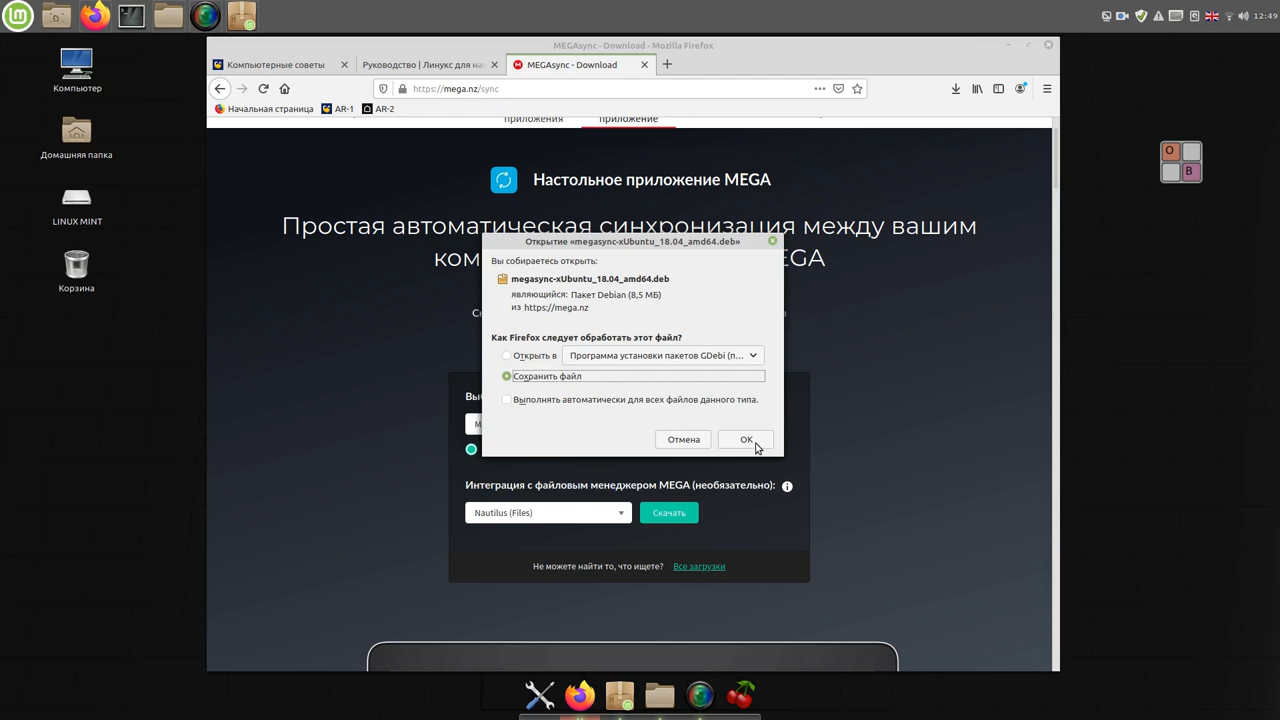 12:49
MEGAsync - Download - Mozilla Firefox
Компьютерные советы
Руководство | Линукс для нач
MEGAsync - Download
https://mega.nz/sync
Начальная страница
AR-1
AR-2
Компьютер
Домашняя папка
LINUX MINT
Корзина
O
B
приложения
приложение
Настольное приложение MEGA
Простая автоматическая синхронизация между вашим
ком
EGA
Открытие «megasync-xUbuntu_18.04_amd64.deb»
Вы собираетесь открыть:
megasync-xUbuntu_18.04_amd64.deb
являющийся: Пакет Debian (8,5 МБ)
из https://mega.nz
Как Firefox следует обработать этот файл?
Открыть в
Программа установки пакетов GDebi (п...
Сохранить файл
Выполнять автоматически для всех файлов данного типа.
Отмена
OK
Интеграция с файловым менеджером MEGA (необязательно):
Nautilus (Files)
Скачать
Не можете найти то, что ищете?
Все загрузки